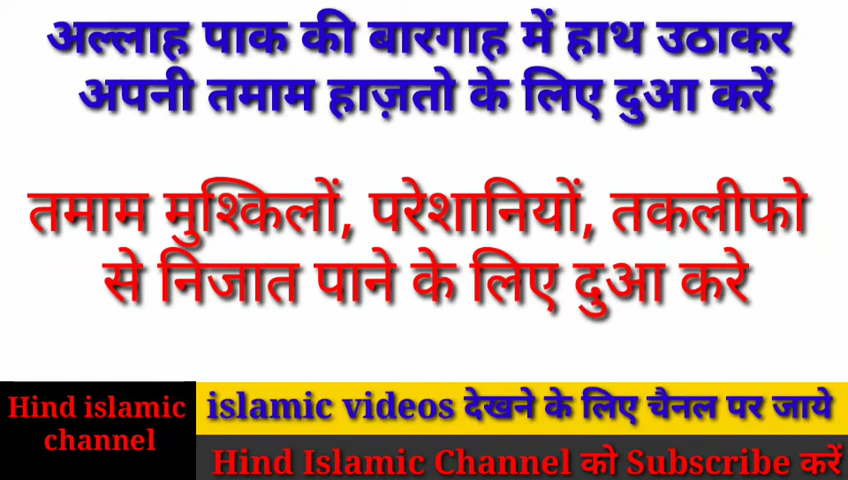 अल्लाह पाक की बारगाह में हाथ उठाकर
अपनी तमाम हाज़तो के लिए दुआ करें
तमाम मुश्किलों, परेशानियों, तकलीफो
से निजात पाने के लिए दुआ करे
Hind islamic
channel
islamic videos देखने के लिए चैनल पर जाये
Hind Islamic Channel को Subscribe करें